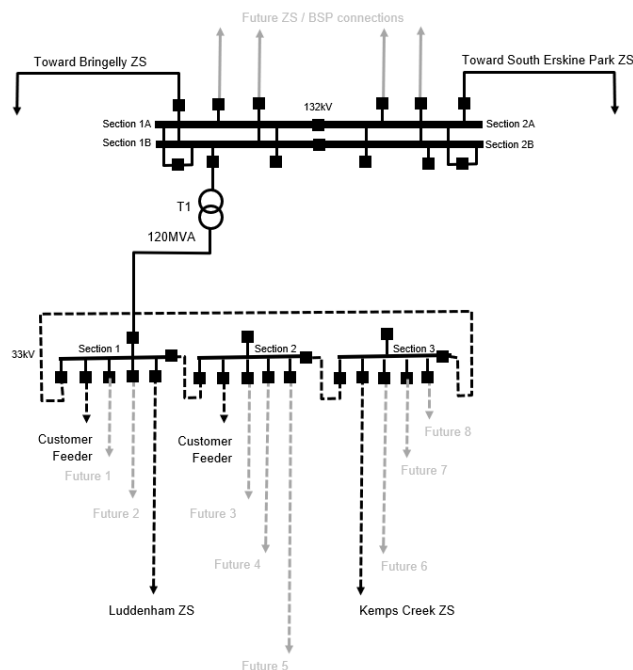 Future ZS / BSP connections
Toward Bringelly ZS
Toward South Erskine Park ZS
132kV
Section 1A
Section 2A
Section 1B
Section 2B
T1
120MVA
33kV
Section 1
Section 2
Section 3
Customer
Feeder
Customer
Feeder
Future 8
Future 1
Future 7
Future 2
Future 3
Future 4
Future 6
Luddenham ZS
Kemps Creek ZS
Future 5